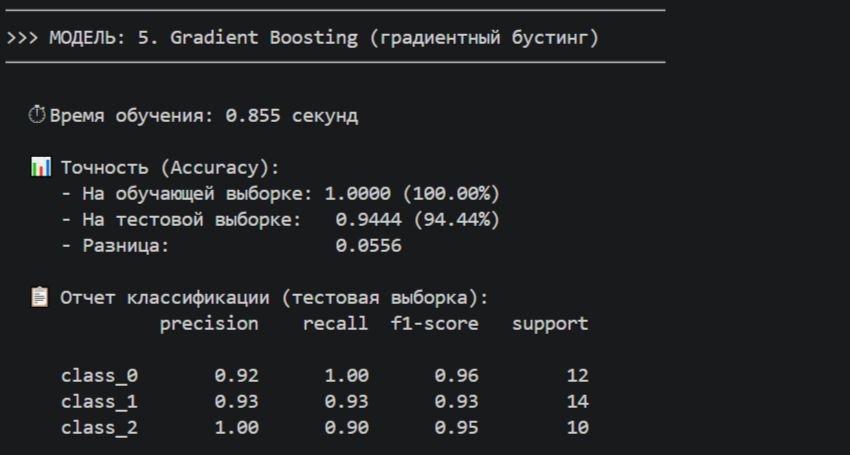 >>> МОДЕЛЬ: 5. Gradient Boosting (градиентный бустинг)
⏱Время обучения: 0.855 секунд
📊 Точность (Accuracy):
- На обучающей выборке: 1.0000 (100.00%)
- На тестовой выборке: 0.9444 (94.44%)
- Разница: 0.0556
📋 Отчет классификации (тестовая выборка):
precision recall f1-score support
class_0 0.92 1.00 0.96 12
class_1 0.93 0.93 0.93 14
class_2 1.00 0.90 0.95 10